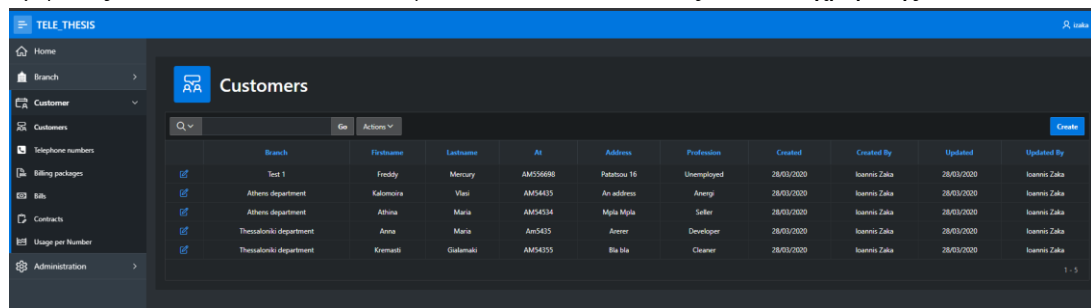 TELE_THESIS
izaka
Home
Branch
Customer
Customers
Telephone numbers
Billing packages
Bills
Contracts
Usage per Number
Administration
Customers
Go Actions
Create
Branch Firstname Lastname At Address Profession Created Created By Updated Updated By
Test 1 Freddy Mercury AM556698 Patatsou 16 Unemployed 28/03/2020 Ioannis Zaka 28/03/2020 Ioannis Zaka
Athens department Kalomoira Vlasi AM54435 An address Anergi 28/03/2020 Ioannis Zaka 28/03/2020 Ioannis Zaka
Athens department Athina Maria AM54534 Mpla Mpla Seller 28/03/2020 Ioannis Zaka 28/03/2020 Ioannis Zaka
Thessaloniki department Anna Maria Am5435 Arerer Developer 28/03/2020 Ioannis Zaka 28/03/2020 Ioannis Zaka
Thessaloniki department Kremasti Gialamaki AM54355 Bla bla Cleaner 28/03/2020 Ioannis Zaka 28/03/2020 Ioannis Zaka
1 - 5